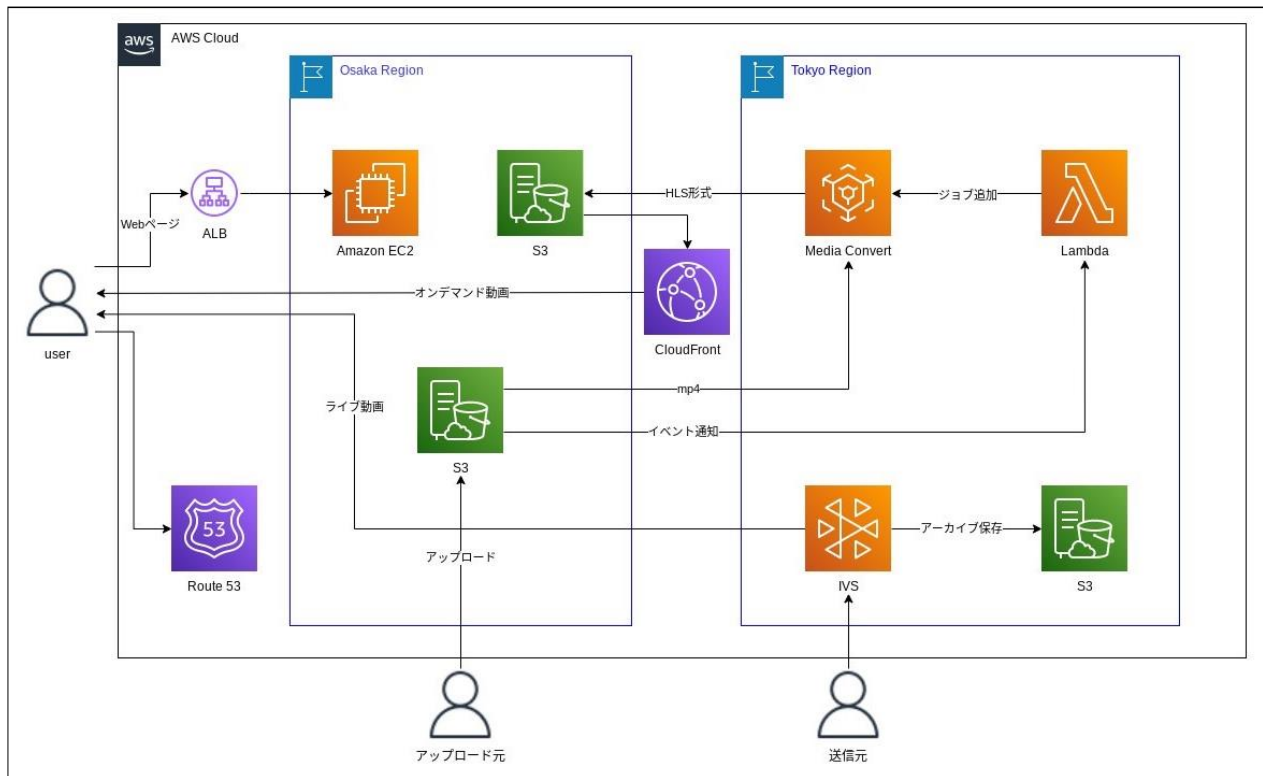 aws
AWS Cloud
Osaka Region
Tokyo Region
HLS形式
ジョブ追加
Webページ
ALB
Amazon EC2
S3
Media Convert
Lambda
オンデマンド動画
user
CloudFront
mp4
ライブ動画
イベント通知
S3
53
アーカイブ保存
アップロード
Route 53
IVS
S3
アップロード元
送信元